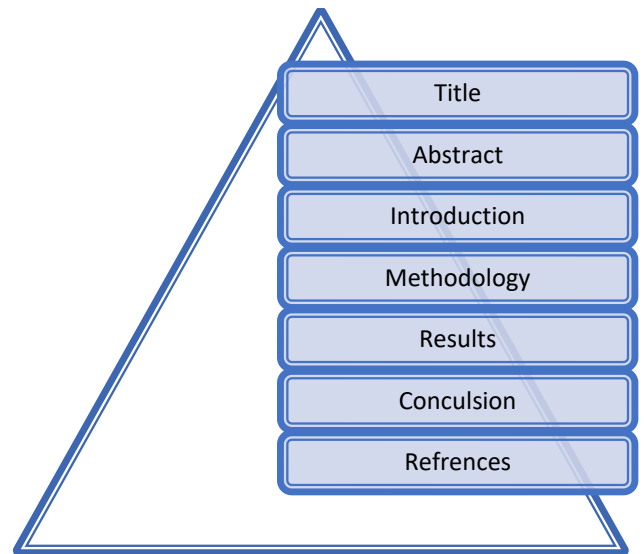 Title
Abstract
Introduction
Methodology
Results
Conculsion
Refrences